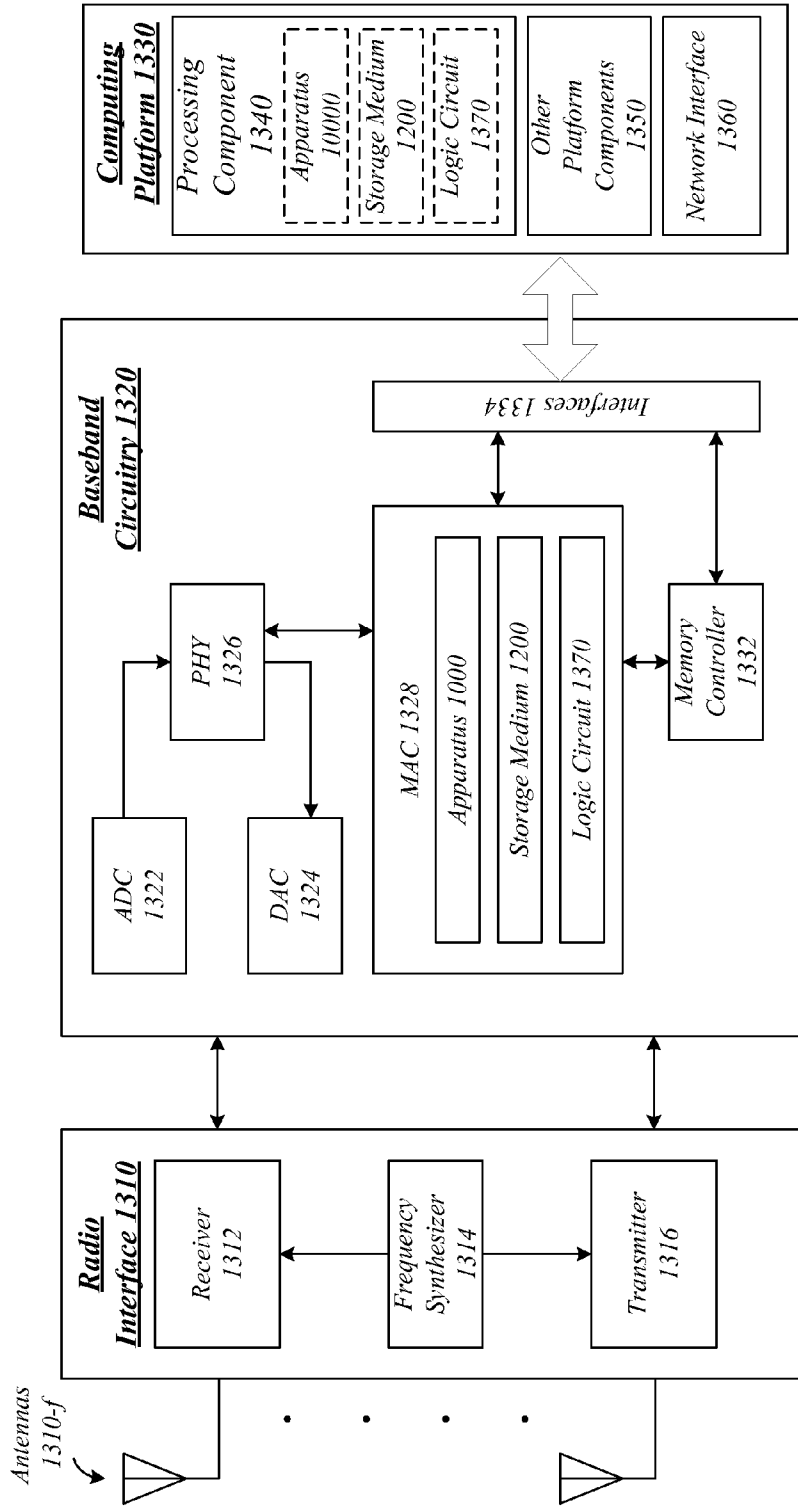 Antennas
1310-f
Radio
Interface 1310
Receiver
1312
Frequency
Synthesizer
1314
Transmitter
1316
Baseband
Circuitry 1320
ADC
1322
PHY
1326
DAC
1324
MAC 1328
Apparatus 1000
Storage Medium 1200
Logic Circuit 1370
Memory
Controller
1332
Interfaces 1334
Computing
Platform 1330
Processing
Component
1340
Apparatus
10000
Storage Medium
1200
Logic Circuit
1370
Other
Platform
Components
1350
Network Interface
1360